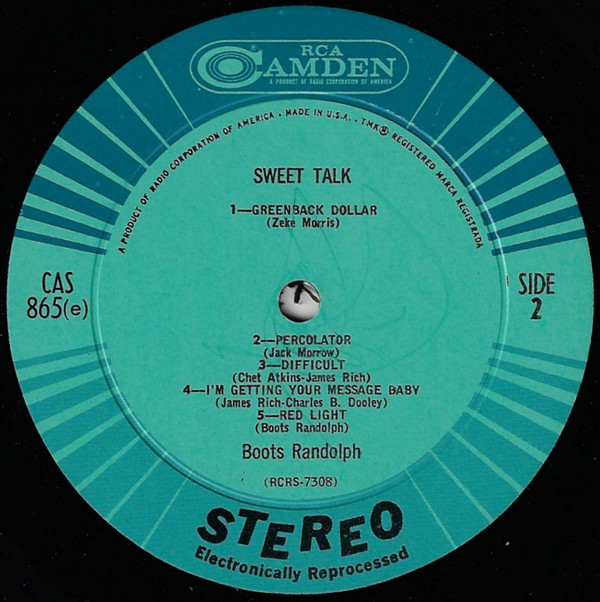 RCA
CAMDEN
A PRODUCT OF RADIO CORPORATION OF AMERICA
A PRODUCT OF RADIO CORPORATION OF AMERICA • MADE IN U.S.A. • TMK® REGISTERED MARCA REGISTRADA
SWEET TALK
1—GREENBACK DOLLAR
(Zeke Morris)
CAS
865(e)
SIDE
2
2—PERCOLATOR
(Jack Morrow)
3—DIFFICULT
(Chet Atkins-James Rich)
4—I'M GETTING YOUR MESSAGE BABY
(James Rich-Charles B. Dooley)
5—RED LIGHT
(Boots Randolph)
Boots Randolph
(RCRS-7308)
STEREO
Electronically Reprocessed